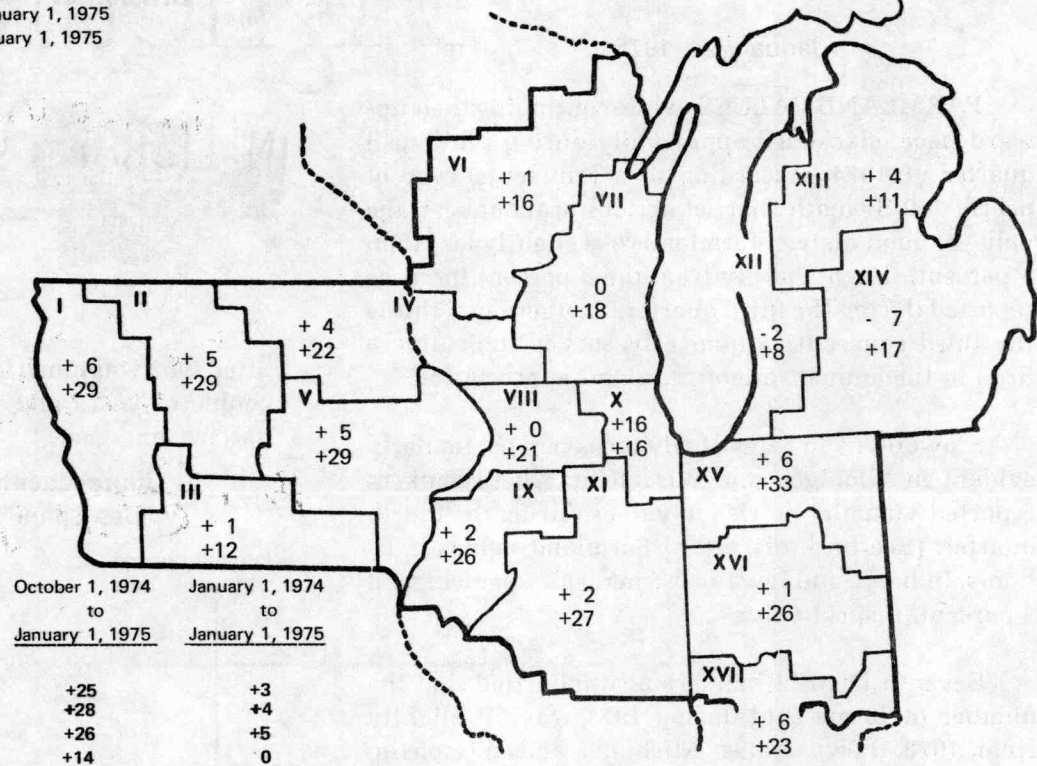 nuary 1, 1975
uary 1, 1975
VI
+ 3
+16
VII
0
+18
XIII
+ 4
+11
XII
- 2
+8
XIV
7
+17
I
6
+29
II
+ 5
+29
IV
+ 4
+22
V
+ 5
+29
III
+ 1
+12
VIII
+ 0
+21
X
+16
+16
IX
+ 2
+26
XI
+ 2
+27
XV
+ 6
+33
XVI
+ 1
+26
XVII
+ 6
+23
October 1, 1974 January 1, 1974
to to
January 1, 1975 January 1, 1975
+25 +3
+28 +4
+26 +5
+14 0